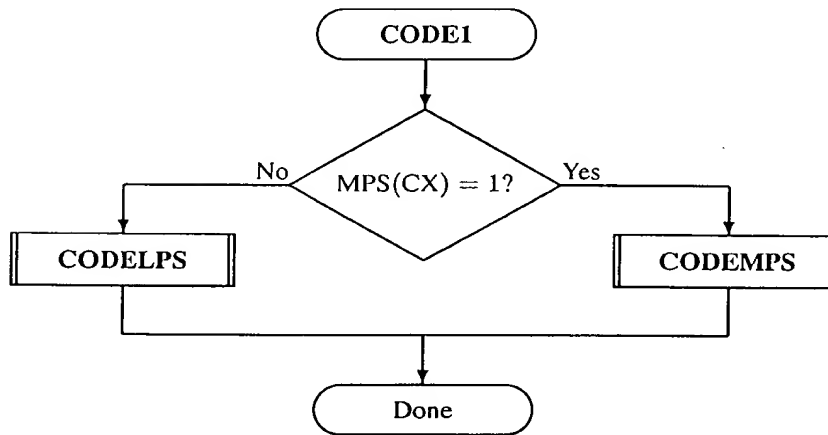 CODE1
No
MPS(CX) = 1?
Yes
CODELPS
CODEMPS
Done